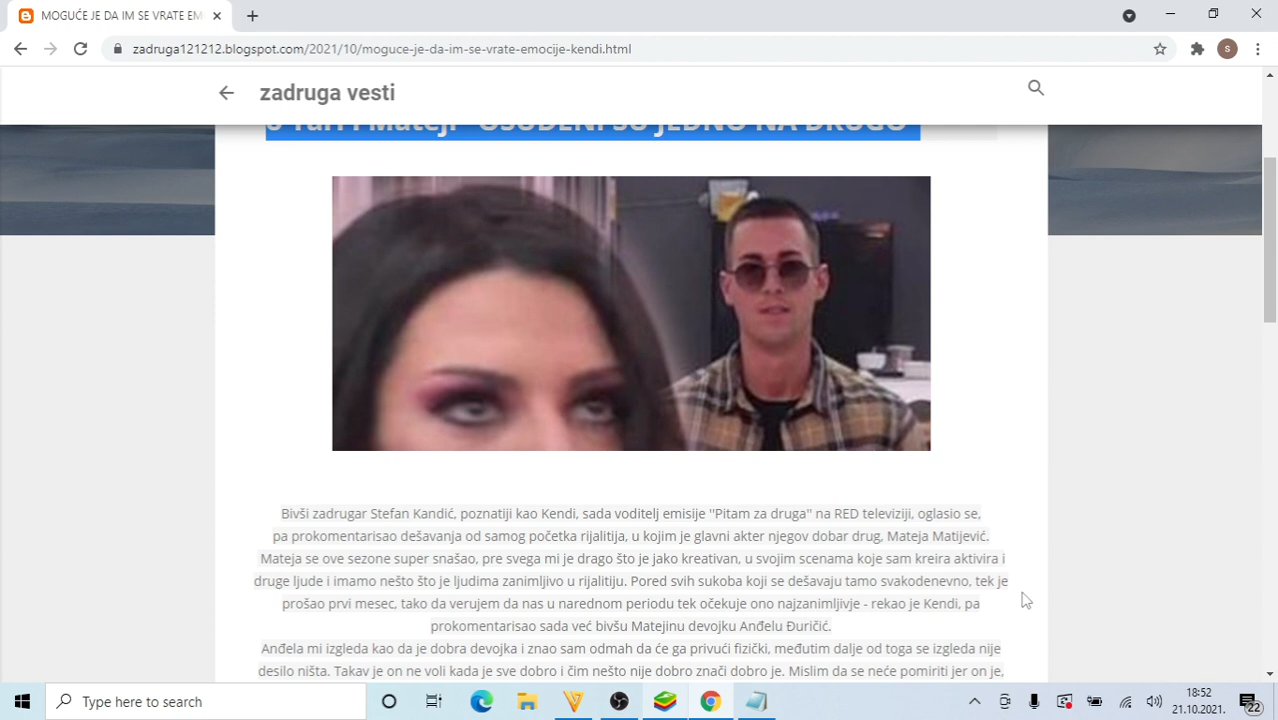 MOGUĆE JE DA IM SE VRATE EM
zadruga121212.blogspot.com/2021/10/moguce-je-da-im-se-vrate-emocije-kendi.html
S
zadruga vesti
o Tari i Mateji "OSUĐENI SU JEDNO NA DRUGO"
Bivši zadrugar Stefan Kandić, poznatiji kao Kendi, sada voditelj emisije "Pitam za druga" na RED televiziji, oglasio se,
pa prokomentarisao dešavanja od samog početka rijalitija, u kojim je glavni akter njegov dobar drug, Mateja Matijević.
Mateja se ove sezone super snašao, pre svega mi je drago što je jako kreativan, u svojim scenama koje sam kreira aktivira i
druge ljude i imamo nešto što je ljudima zanimljivo u rijalitiju. Pored svih sukoba koji se dešavaju tamo svakodenevno, tek je
prošao prvi mesec, tako da verujem da nas u narednom periodu tek očekuje ono najzanimljivje - rekao je Kendi, pa
prokomentarisao sada već bivšu Matejinu devojku Anđelu Đuričić.
Anđela mi izgleda kao da je dobra devojka i znao sam odmah da će ga privući fizički, međutim dalje od toga se izgleda nije
desilo ništa. Takav je on ne voli kada je sve dobro i čim nešto nije dobro znači dobro je. Mislim da se neće pomiriti jer on je,
Type here to search
18:52
21.10.2021.
22